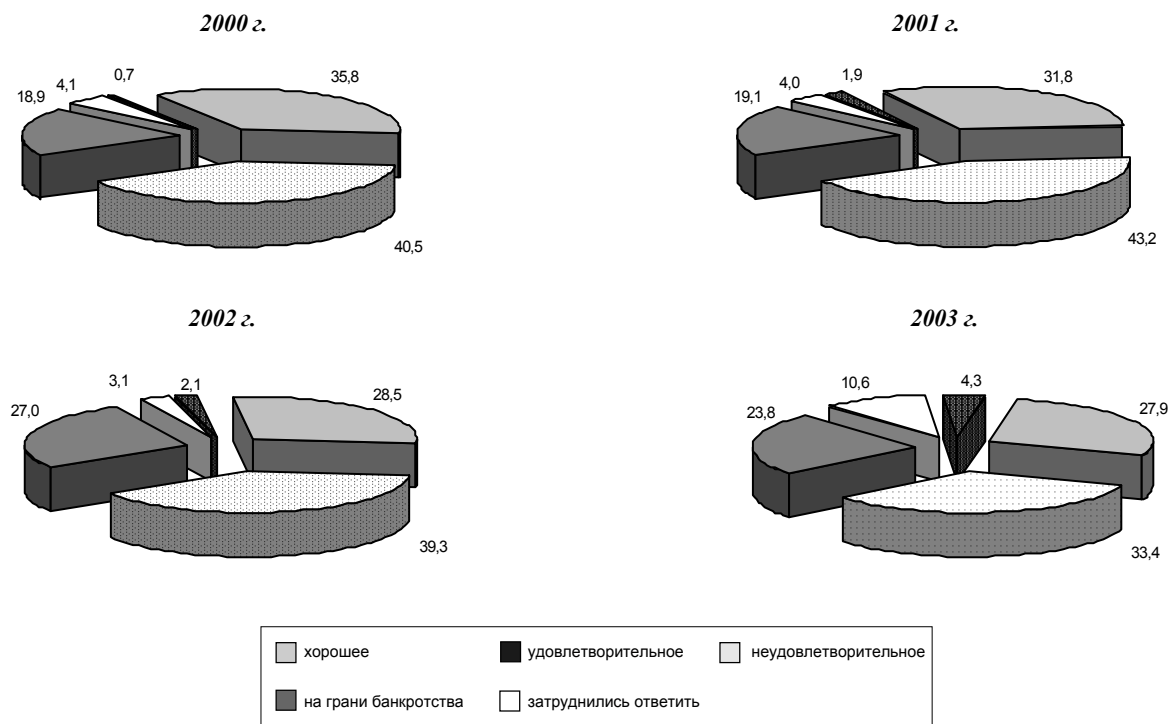 2000 г.
2001 г.
0,7
35,8
4,1
18,9
40,5
1,9
31,8
4,0
19,1
43,2
2002 г.
2003 г.
3,1
2,1
28,5
27,0
39,3
10,6
4,3
27,9
23,8
33,4
хорошее
удовлетворительное
неудовлетворительное
на грани банкротства
затруднились ответить